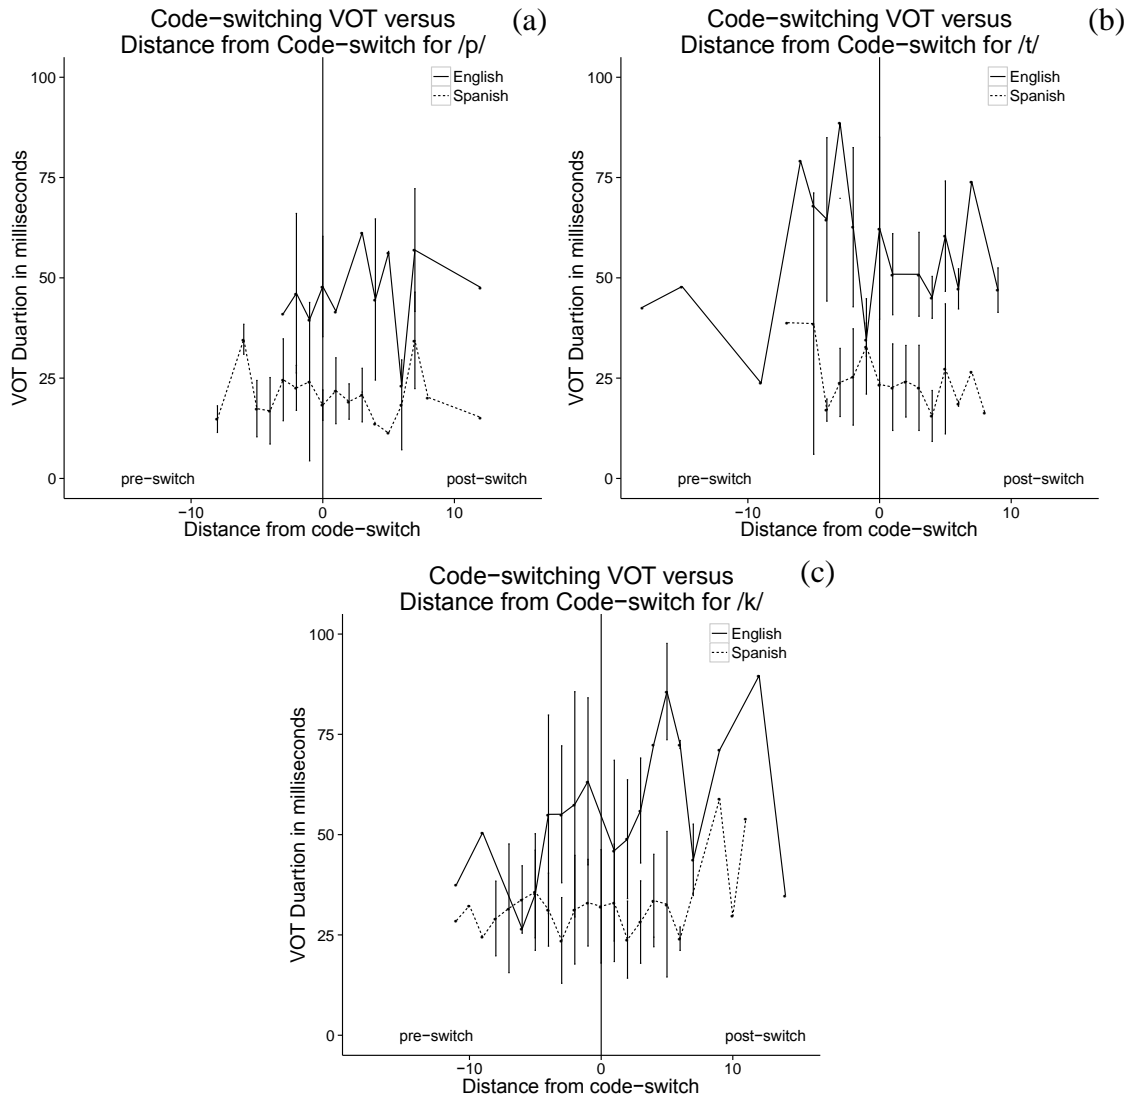 Code−switching VOT versus
Distance from Code−switch for /p/
(a)
English
Spanish
VOT Duartion in milliseconds
100
75
50
25
0
pre−switch
post−switch
−10
0
10
Distance from code−switch
Code−switching VOT versus
Distance from Code−switch for /t/
(b)
English
Spanish
VOT Duartion in milliseconds
100
75
50
25
0
pre−switch
post−switch
−10
0
10
Distance from code−switch
Code−switching VOT versus
Distance from Code−switch for /k/
(c)
English
Spanish
VOT Duartion in milliseconds
100
75
50
25
0
pre−switch
post−switch
−10
0
10
Distance from code−switch